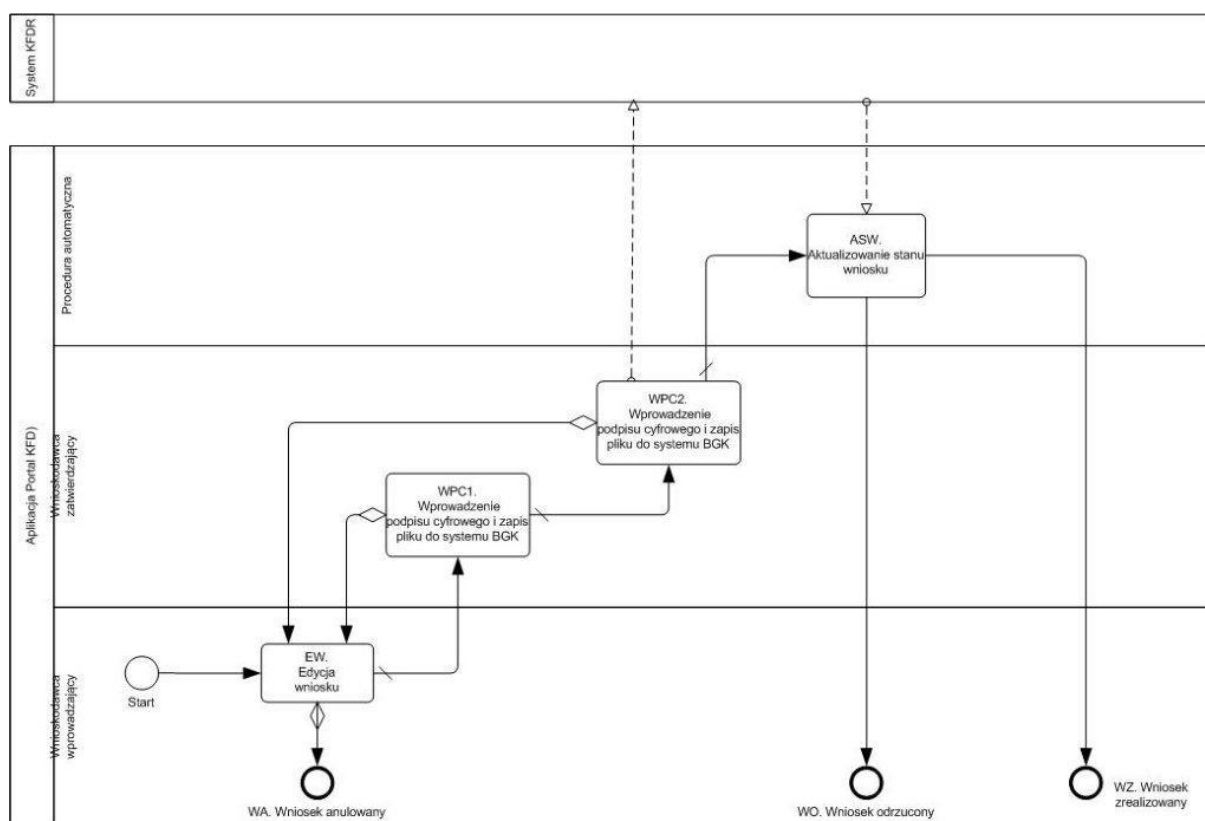 System KFDR
Aplikacja Portal KFD)
Procedura automatyczna
ASW.
Aktualizowanie stanu
wniosku
Wnioskodawca
zatwierdzający
WPC2.
Wprowadzenie
podpisu cyfrowego i zapis
pliku do systemu BGK
WPC1.
Wprowadzenie
podpisu cyfrowego i zapis
pliku do systemu BGK
Wnioskodawca
wprowadzający
Start
EW.
Edycja
wniosku
WA. Wniosek anulowany
WO. Wniosek odrzucony
WZ. Wniosek
zrealizowany